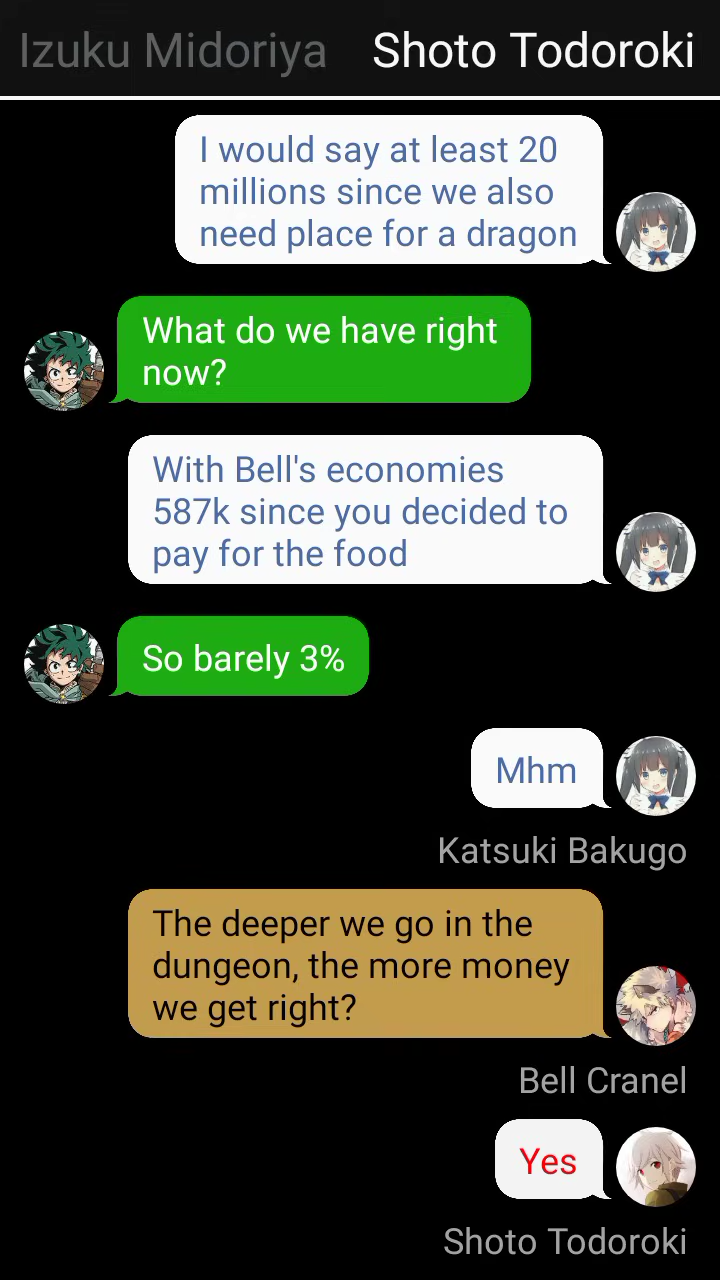 Izuku Midoriya Shoto Todoroki
I would say at least 20
millions since we also
need place for a dragon
What do we have right
now?
With Bell's economies
587k since you decided to
pay for the food
So barely 3%
Mhm
Katsuki Bakugo
The deeper we go in the
dungeon, the more money
we get right?
Bell Cranel
Yes
Shoto Todoroki